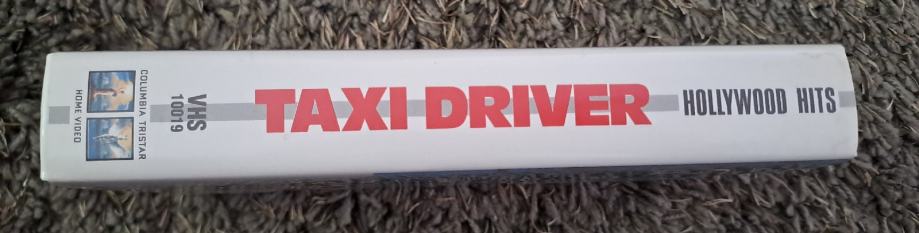 COLUMBIA TRISTAR
HOME VIDEO
VHS
10019
TAXI DRIVER
HOLLYWOOD HITS